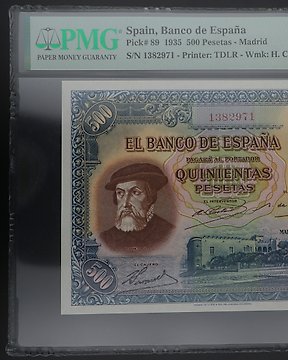 PMG
PAPER MONEY GUARANTY
Spain, Banco de España
Pick# 89 1935 500 Pesetas - Madrid
S/N 1382971 - Printer: TDLR - Wmk: H. C
500
1382971
EL BANCO DE ESPAÑA
PAGARÁ AL PORTADOR
QUINIENTAS
PESETAS
EL INTERVENTOR
MA
EL CAJERO
500